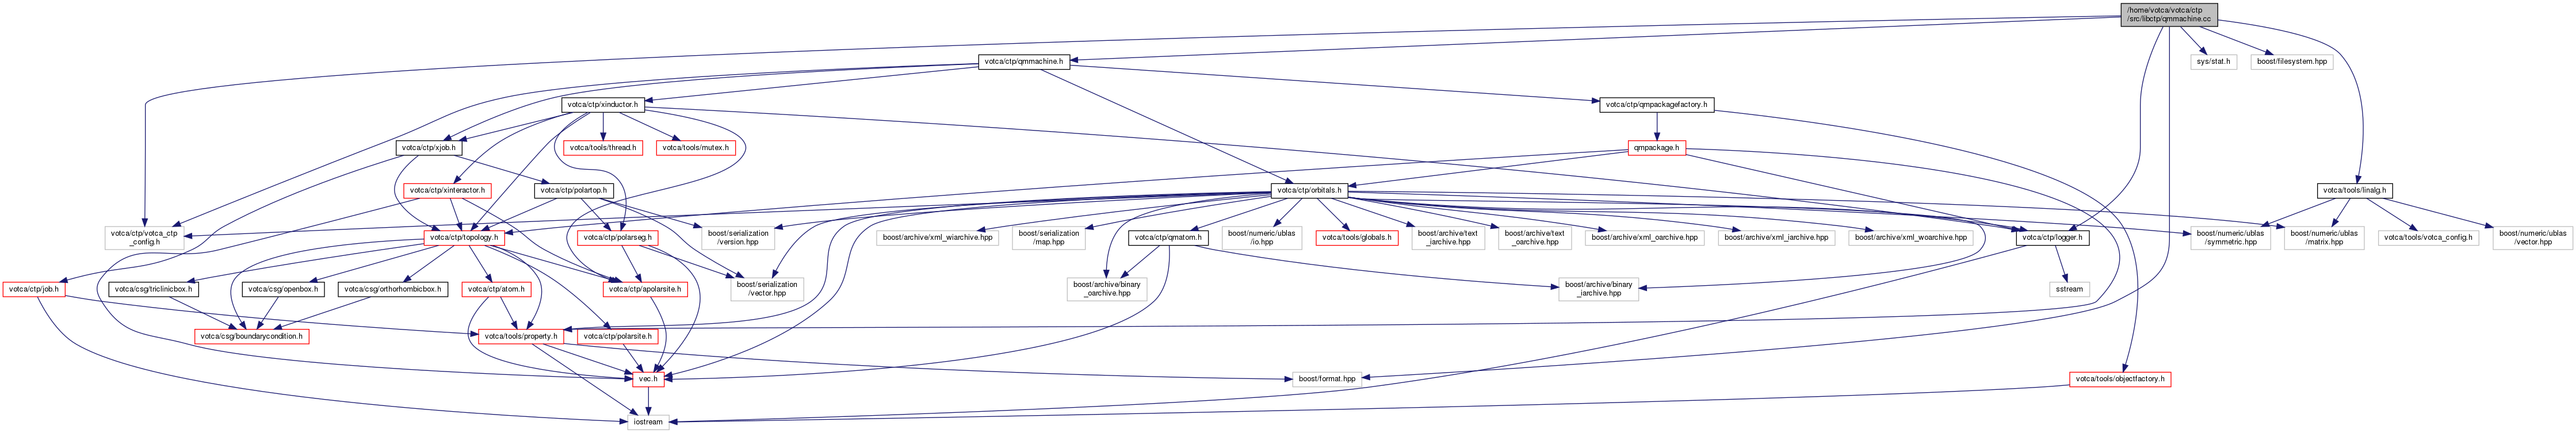 /home/votca/votca/ctp
/src/libctp/qmmachine.cc
votca/ctp/qmmachine.h
sys/stat.h
boost/filesystem.hpp
votca/ctp/xinductor.h
votca/ctp/qmpackagefactory.h
votca/ctp/xjob.h
votca/tools/thread.h
votca/tools/mutex.h
qmpackage.h
votca/ctp/xinteractor.h
votca/ctp/polartop.h
votca/ctp/orbitals.h
votca/tools/linalg.h
votca/ctp/votca_ctp
_config.h
votca/ctp/topology.h
votca/ctp/polarseg.h
boost/serialization
/version.hpp
boost/archive/xml_wiarchive.hpp
boost/serialization
/map.hpp
votca/ctp/qmatom.h
boost/numeric/ublas
/io.hpp
votca/tools/globals.h
boost/archive/text
_iarchive.hpp
boost/archive/text
_oarchive.hpp
boost/archive/xml_oarchive.hpp
boost/archive/xml_iarchive.hpp
boost/archive/xml_woarchive.hpp
votca/ctp/logger.h
boost/numeric/ublas
/symmetric.hpp
boost/numeric/ublas
/matrix.hpp
votca/tools/votca_config.h
boost/numeric/ublas
/vector.hpp
votca/ctp/job.h
votca/csg/triclinicbox.h
votca/csg/openbox.h
votca/csg/orthorhombicbox.h
votca/ctp/atom.h
votca/ctp/apolarsite.h
boost/serialization
/vector.hpp
boost/archive/binary
_oarchive.hpp
boost/archive/binary
_iarchive.hpp
sstream
votca/csg/boundarycondition.h
votca/tools/property.h
votca/ctp/polarsite.h
vec.h
boost/format.hpp
votca/tools/objectfactory.h
iostream